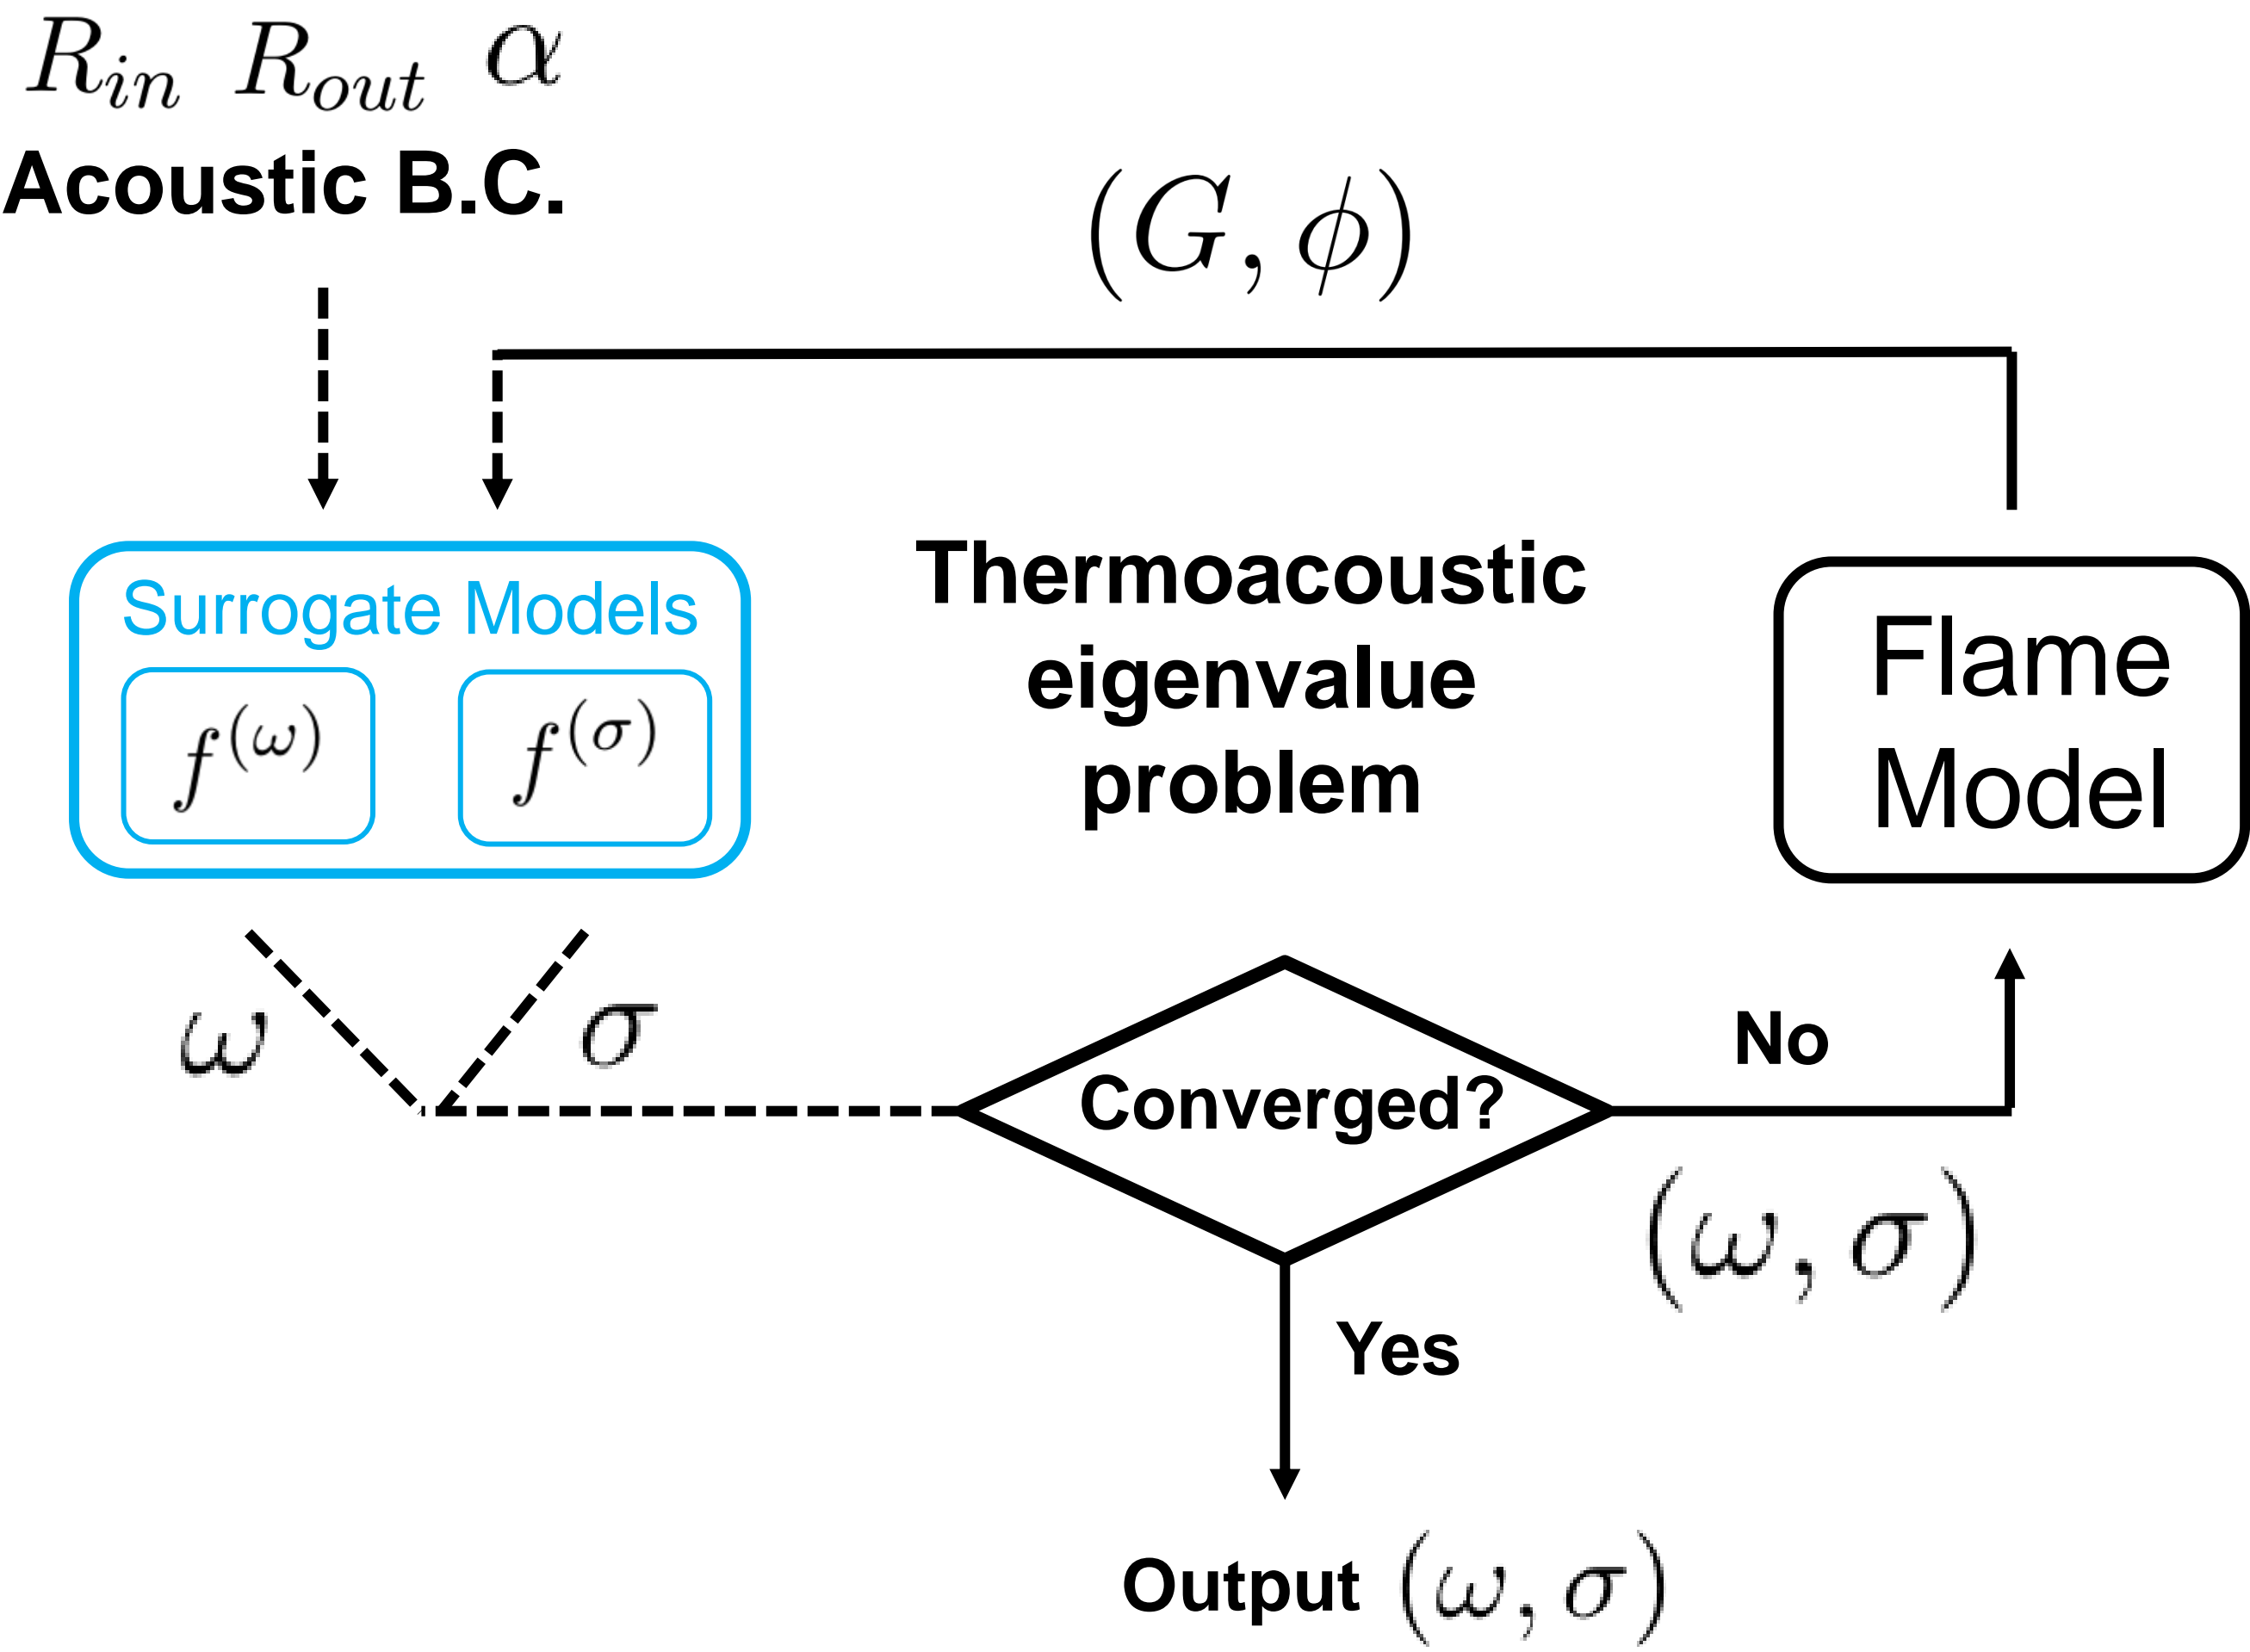 R_in R_out α
Acoustic B.C.
(G, ϕ)
Surrogate Models
f^(ω) f^(σ)
Thermoacoustic
eigenvalue
problem
Flame
Model
ω σ
Converged?
No
(ω, σ)
Yes
Output (ω, σ)